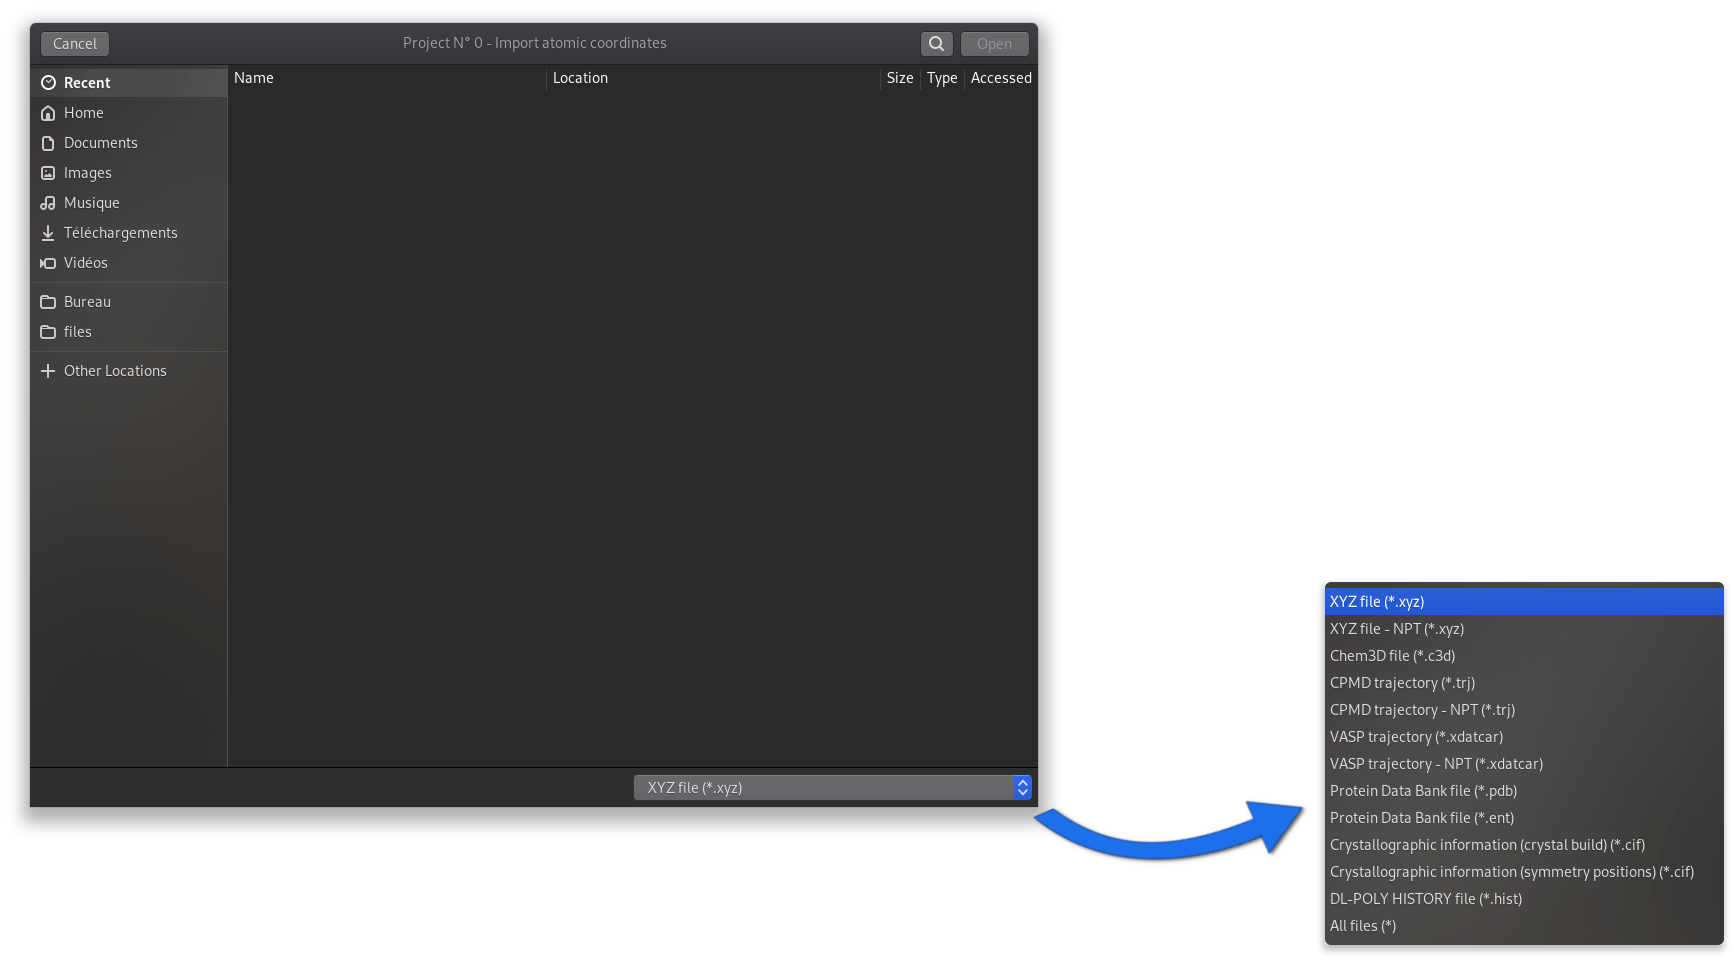 Cancel
Project N° 0 - Import atomic coordinates
Open
Recent
Home
Documents
Images
Musique
Téléchargements
Vidéos
Bureau
files
Other Locations
Name Location Size Type Accessed
XYZ file (*.xyz)
XYZ file (*.xyz)
XYZ file - NPT (*.xyz)
Chem3D file (*.c3d)
CPMD trajectory (*.trj)
CPMD trajectory - NPT (*.trj)
VASP trajectory (*.xdatcar)
VASP trajectory - NPT (*.xdatcar)
Protein Data Bank file (*.pdb)
Protein Data Bank file (*.ent)
Crystallographic information (crystal build) (*.cif)
Crystallographic information (symmetry positions) (*.cif)
DL-POLY HISTORY file (*.hist)
All files (*)